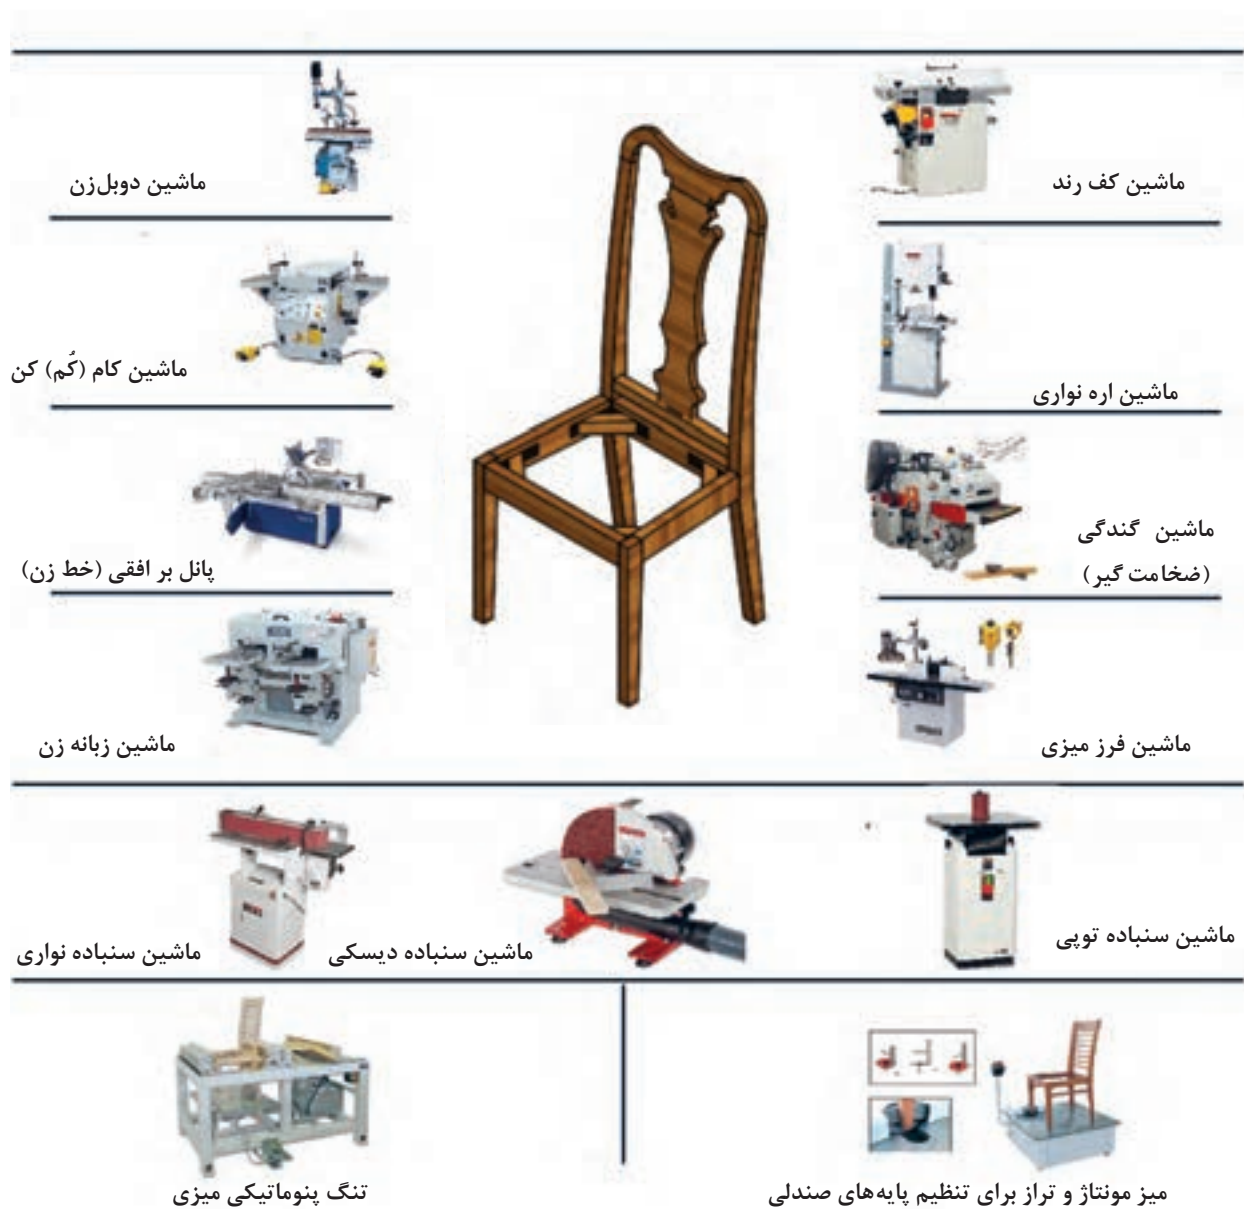 ماشین کف رند
ماشین دوبل‌زن
ماشین اره نواری
ماشین کام (کُم) کن
ماشین گندگی
(ضخامت گیر)
پانل بر افقی (خط زن)
ماشین فرز میزی
ماشین زبانه زن
ماشین سنباده توپی
ماشین سنباده دیسکی
ماشین سنباده نواری
میز مونتاژ و تراز برای تنظیم پایه‌های صندلی
تنگ پنوماتیکی میزی